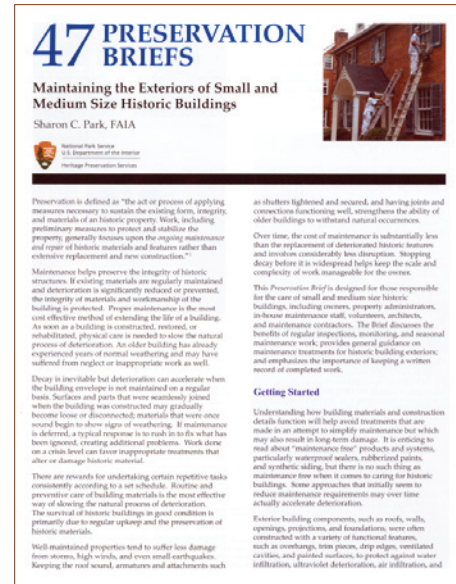 47 PRESERVATION
BRIEFS
Maintaining the Exteriors of Small and
Medium Size Historic Buildings
Sharon C. Park, FAIA
National Park Service
U.S. Department of the Interior
Heritage Preservation Services
Preservation is defined as "the act or process of applying
measures necessary to sustain the existing form, integrity,
and materials of an historic property. Work, including
preliminary measures to protect and stabilize the
property, generally focuses upon the ongoing maintenance
and repair of historic materials and features rather than
extensive replacement and new construction."¹
Maintenance helps preserve the integrity of historic
structures. If existing materials are regularly maintained
and deterioration is significantly reduced or prevented,
the integrity of materials and workmanship of the
building is protected. Proper maintenance is the most
cost effective method of extending the life of a building.
As soon as a building is constructed, restored, or
rehabilitated, physical care is needed to slow the natural
process of deterioration. An older building has already
experienced years of normal weathering and may have
suffered from neglect or inappropriate work as well.
Decay is inevitable but deterioration can accelerate when
the building envelope is not maintained on a regular
basis. Surfaces and parts that were seamlessly joined
when the building was constructed may gradually
become loose or disconnected; materials that were once
sound begin to show signs of weathering. If maintenance
is deferred, a typical response is to rush in to fix what has
been ignored, creating additional problems. Work done
on a crisis level can favor inappropriate treatments that
alter or damage historic material.
There are rewards for undertaking certain repetitive tasks
consistently according to a set schedule. Routine and
preventive care of building materials is the most effective
way of slowing the natural process of deterioration.
The survival of historic buildings in good condition is
primarily due to regular upkeep and the preservation of
historic materials.
Well-maintained properties tend to suffer less damage
from storms, high winds, and even small earthquakes.
Keeping the roof sound, armatures and attachments such
as shutters tightened and secured, and having joints and
connections functioning well, strengthens the ability of
older buildings to withstand natural occurrences.
Over time, the cost of maintenance is substantially less
than the replacement of deteriorated historic features
and involves considerably less disruption. Stopping
decay before it is widespread helps keep the scale and
complexity of work manageable for the owner.
This Preservation Brief is designed for those responsible
for the care of small and medium size historic
buildings, including owners, property administrators,
in-house maintenance staff, volunteers, architects,
and maintenance contractors. The Brief discusses the
benefits of regular inspections, monitoring, and seasonal
maintenance work; provides general guidance on
maintenance treatments for historic building exteriors;
and emphasizes the importance of keeping a written
record of completed work.
Getting Started
Understanding how building materials and construction
details function will help avoid treatments that are
made in an attempt to simplify maintenance but which
may also result in long-term damage. It is enticing to
read about "maintenance free" products and systems,
particularly waterproof sealers, rubberized paints,
and synthetic siding, but there is no such thing as
maintenance free when it comes to caring for historic
buildings. Some approaches that initially seem to
reduce maintenance requirements may over time
actually accelerate deterioration.
Exterior building components, such as roofs, walls,
openings, projections, and foundations, were often
constructed with a variety of functional features,
such as overhangs, trim pieces, drip edges, ventilated
cavities, and painted surfaces, to protect against water
infiltration, ultraviolet deterioration, air infiltration, and